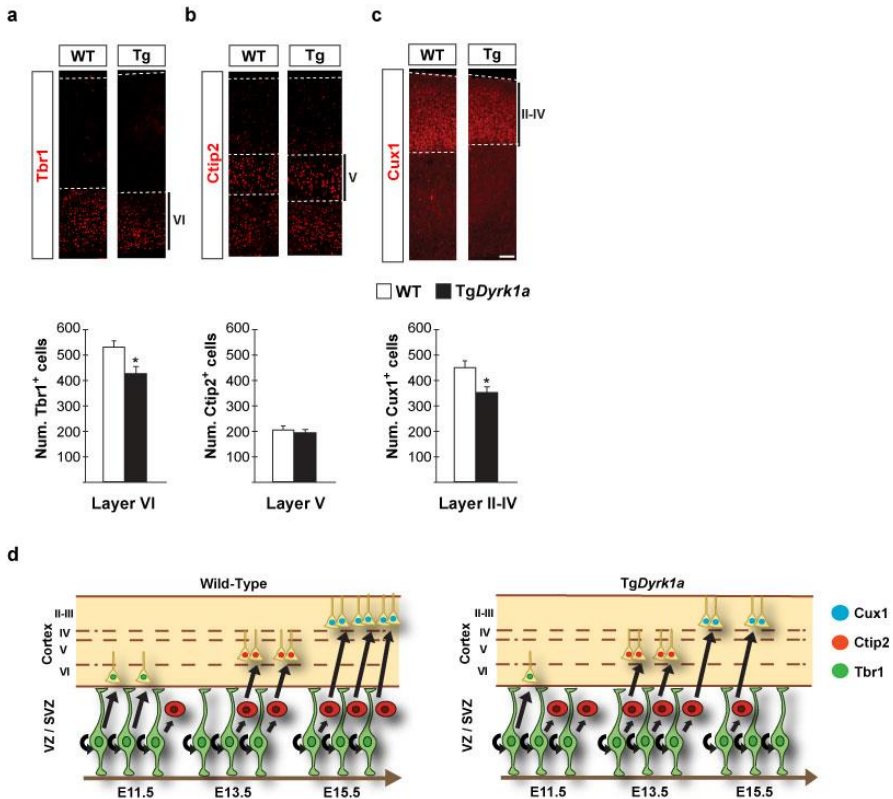 a
b
c
WT
Tg
WT
Tg
WT
Tg
Tbr1
VI
Ctip2
V
Cux1
II-IV
WT
TgDyrk1a
Num. Tbr1+ cells
600
500
400
300
200
100
*
Layer VI
Num. Ctip2+ cells
600
500
400
300
200
100
Layer V
Num. Cux1+ cells
600
500
400
300
200
100
*
Layer II-IV
d
Wild-Type
Cortex
II-III
IV
V
VI
VZ / SVZ
E11.5
E13.5
E15.5
TgDyrk1a
Cortex
II-III
IV
V
VI
VZ / SVZ
E11.5
E13.5
E15.5
Cux1
Ctip2
Tbr1